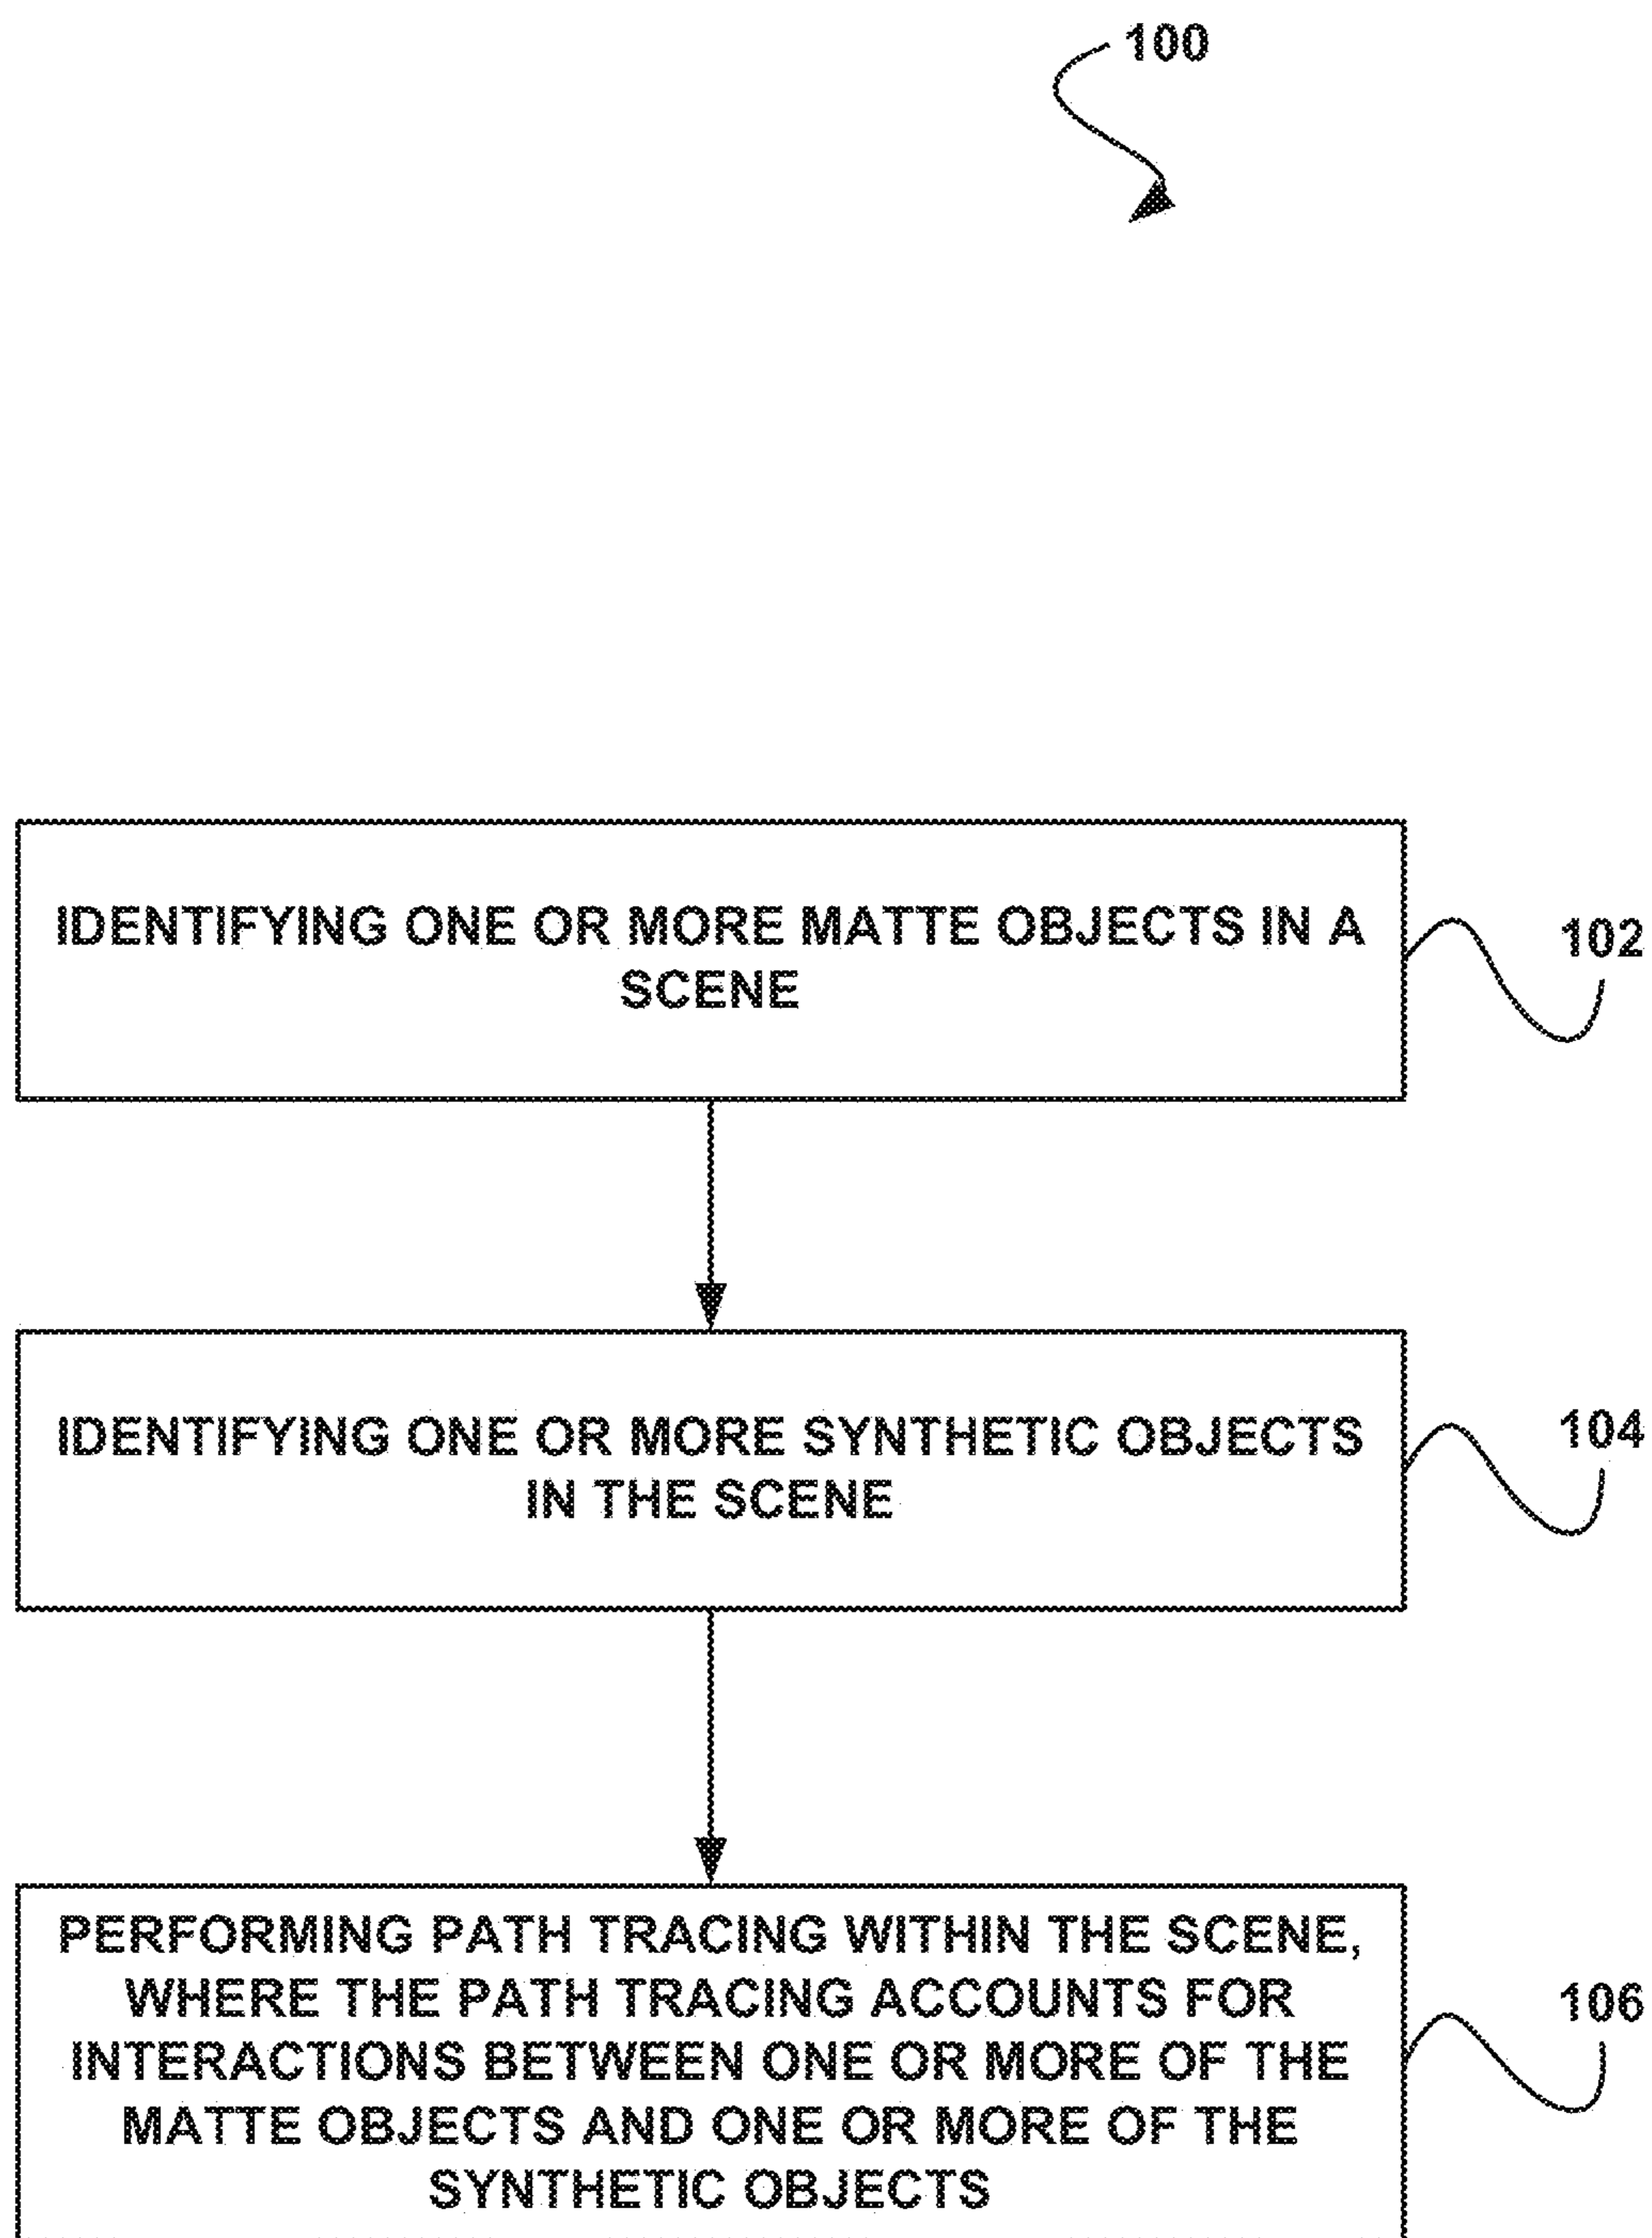 100
IDENTIFYING ONE OR MORE MATTE OBJECTS IN A
SCENE
102
IDENTIFYING ONE OR MORE SYNTHETIC OBJECTS
IN THE SCENE
104
PERFORMING PATH TRACING WITHIN THE SCENE,
WHERE THE PATH TRACING ACCOUNTS FOR
INTERACTIONS BETWEEN ONE OR MORE OF THE
MATTE OBJECTS AND ONE OR MORE OF THE
SYNTHETIC OBJECTS
106